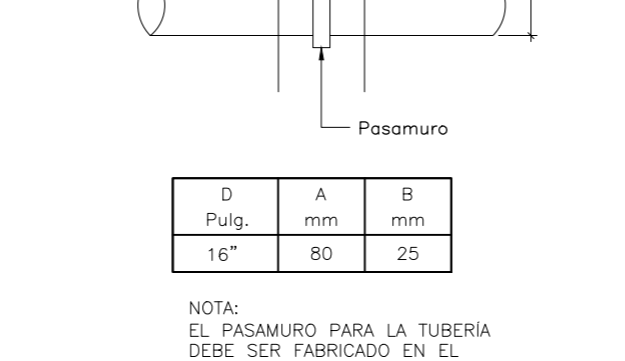 Pasamuro
D A B
Pulg. mm mm
16" 80 25
NOTA:
EL PASAMURO PARA LA TUBERÍA
DEBE SER FABRICADO EN EL